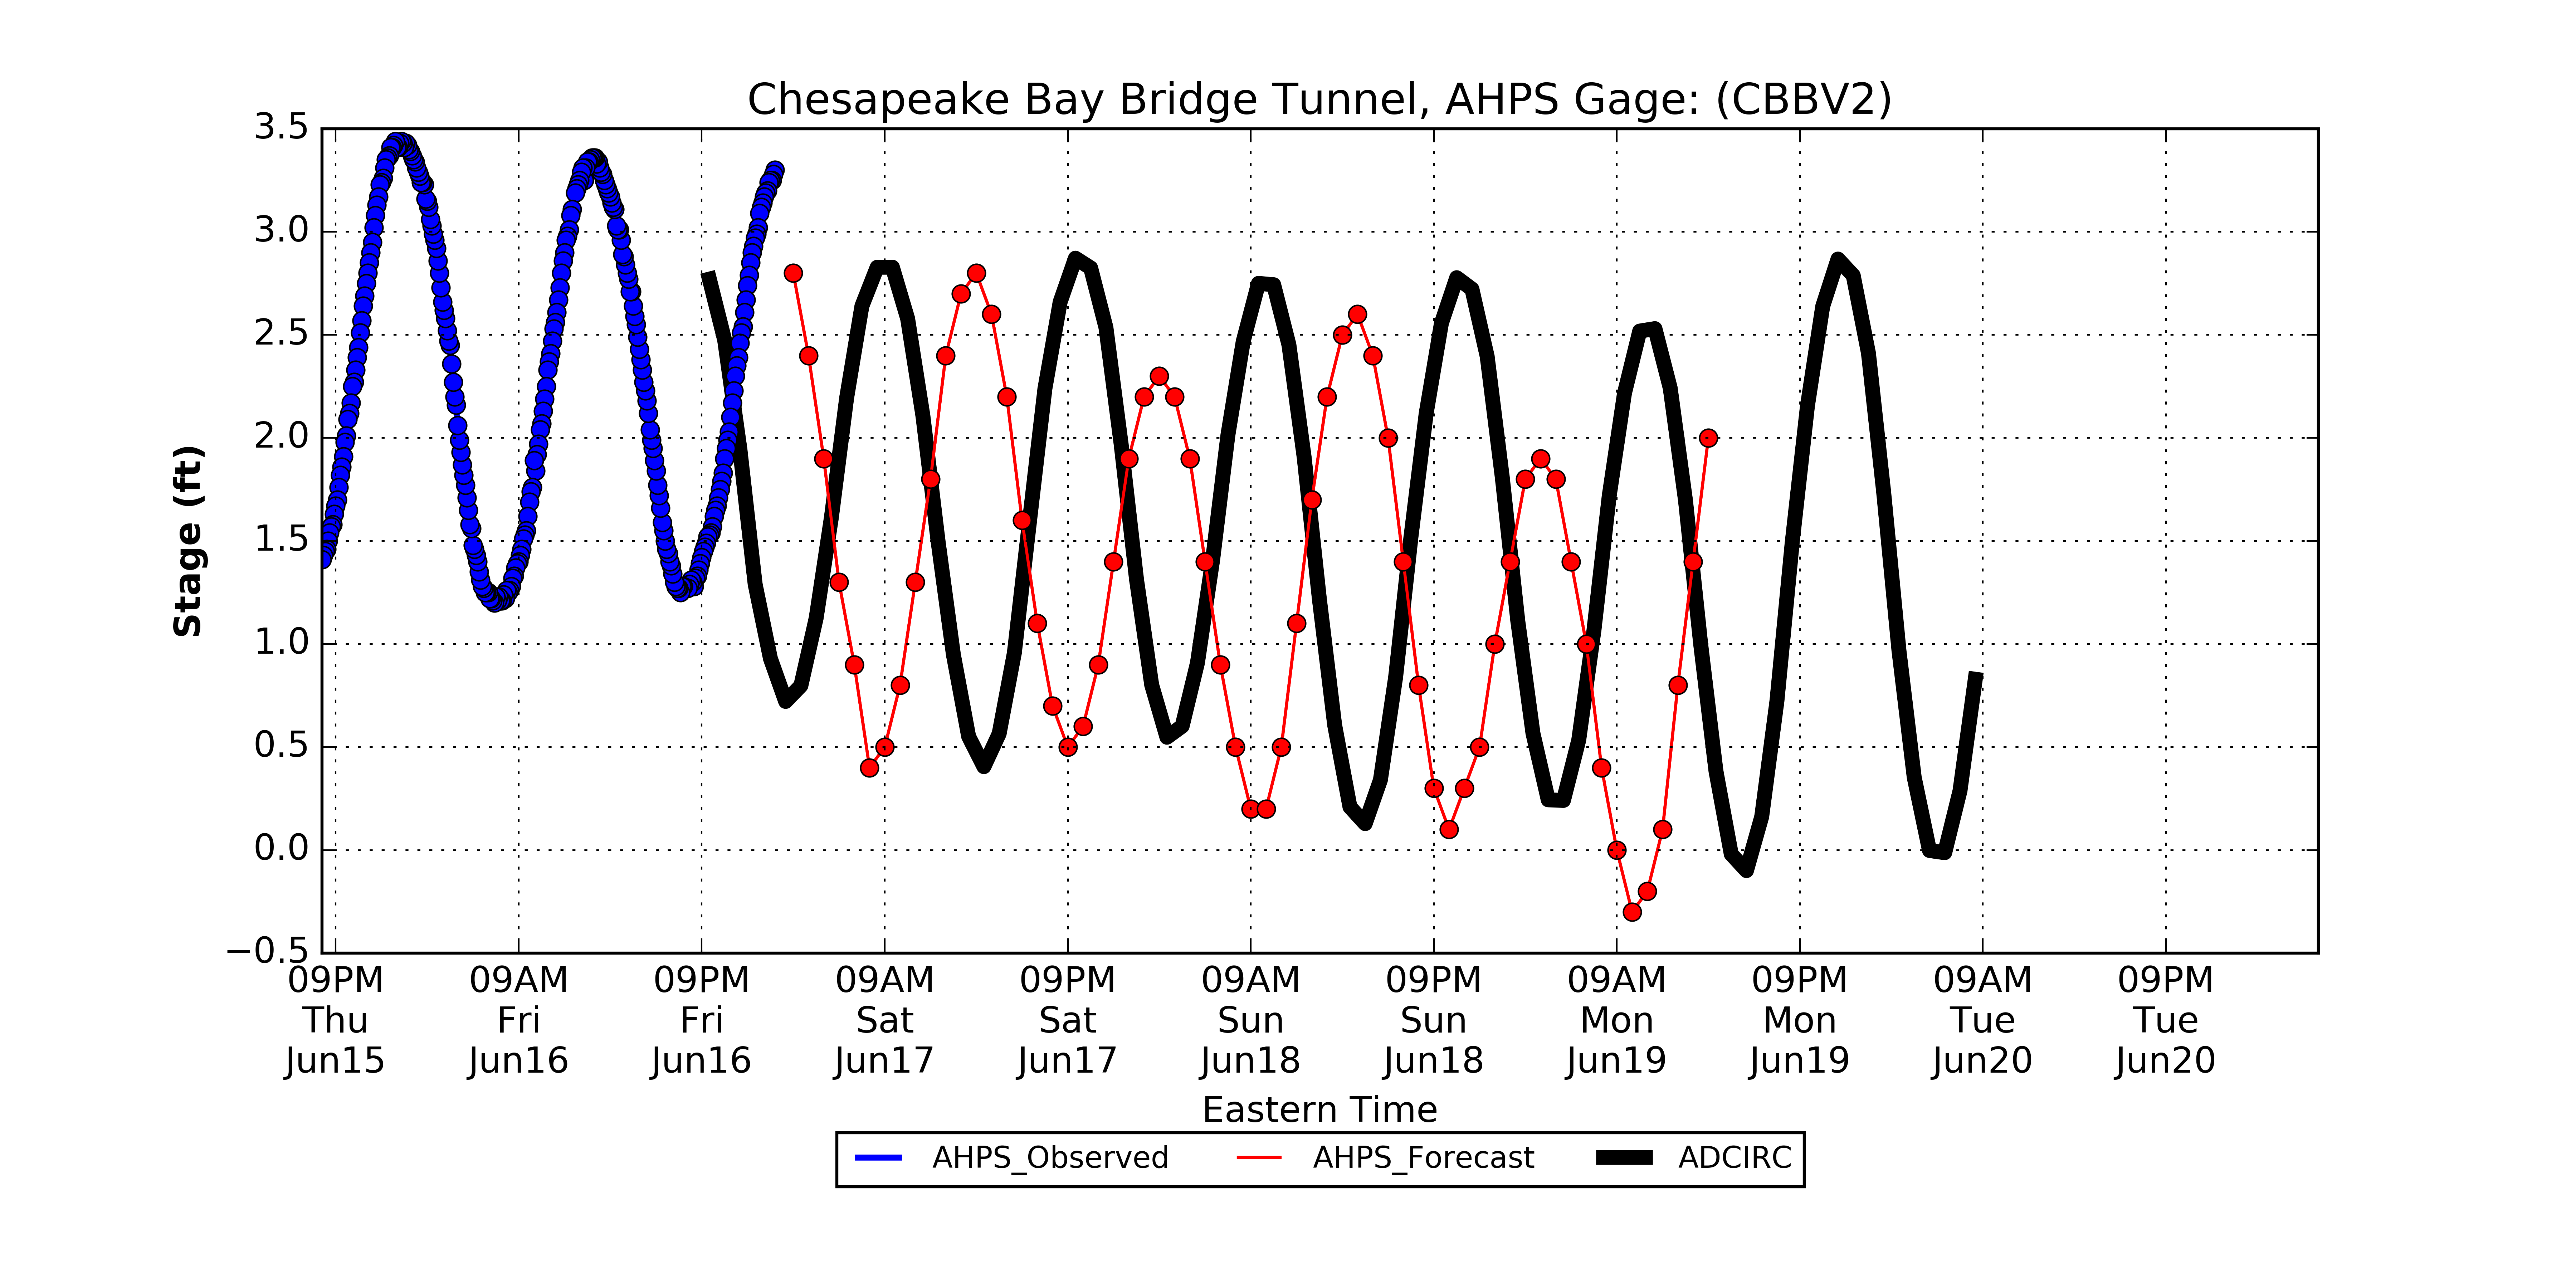 Chesapeake Bay Bridge Tunnel, AHPS Gage: (CBBV2)
3.5
3.0
2.5
2.0
1.5
1.0
0.5
0.0
−0.5
Stage (ft)
09PM 09AM 09PM 09AM 09PM 09AM 09PM 09AM 09PM 09AM 09PM
Thu Fri Fri Sat Sat Sun Sun Mon Mon Tue Tue
Jun15 Jun16 Jun16 Jun17 Jun17 Jun18 Jun18 Jun19 Jun19 Jun20 Jun20
Eastern Time
AHPS_Observed AHPS_Forecast ADCIRC